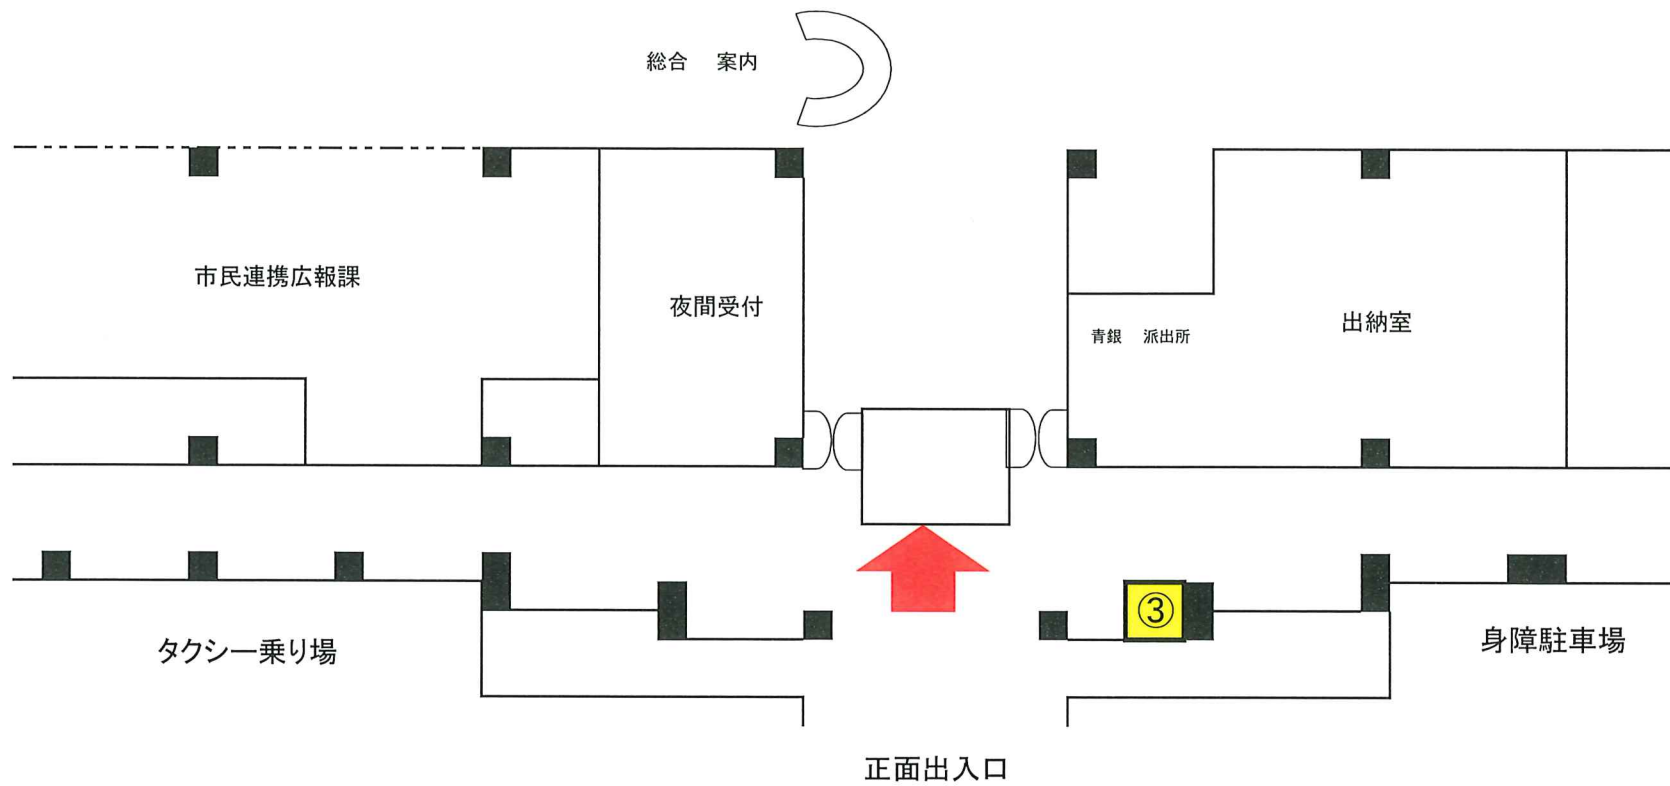 総合 案内
市民連携広報課
夜間受付
青銀 派出所
出納室
③
タクシー乗り場
身障駐車場
正面出入口